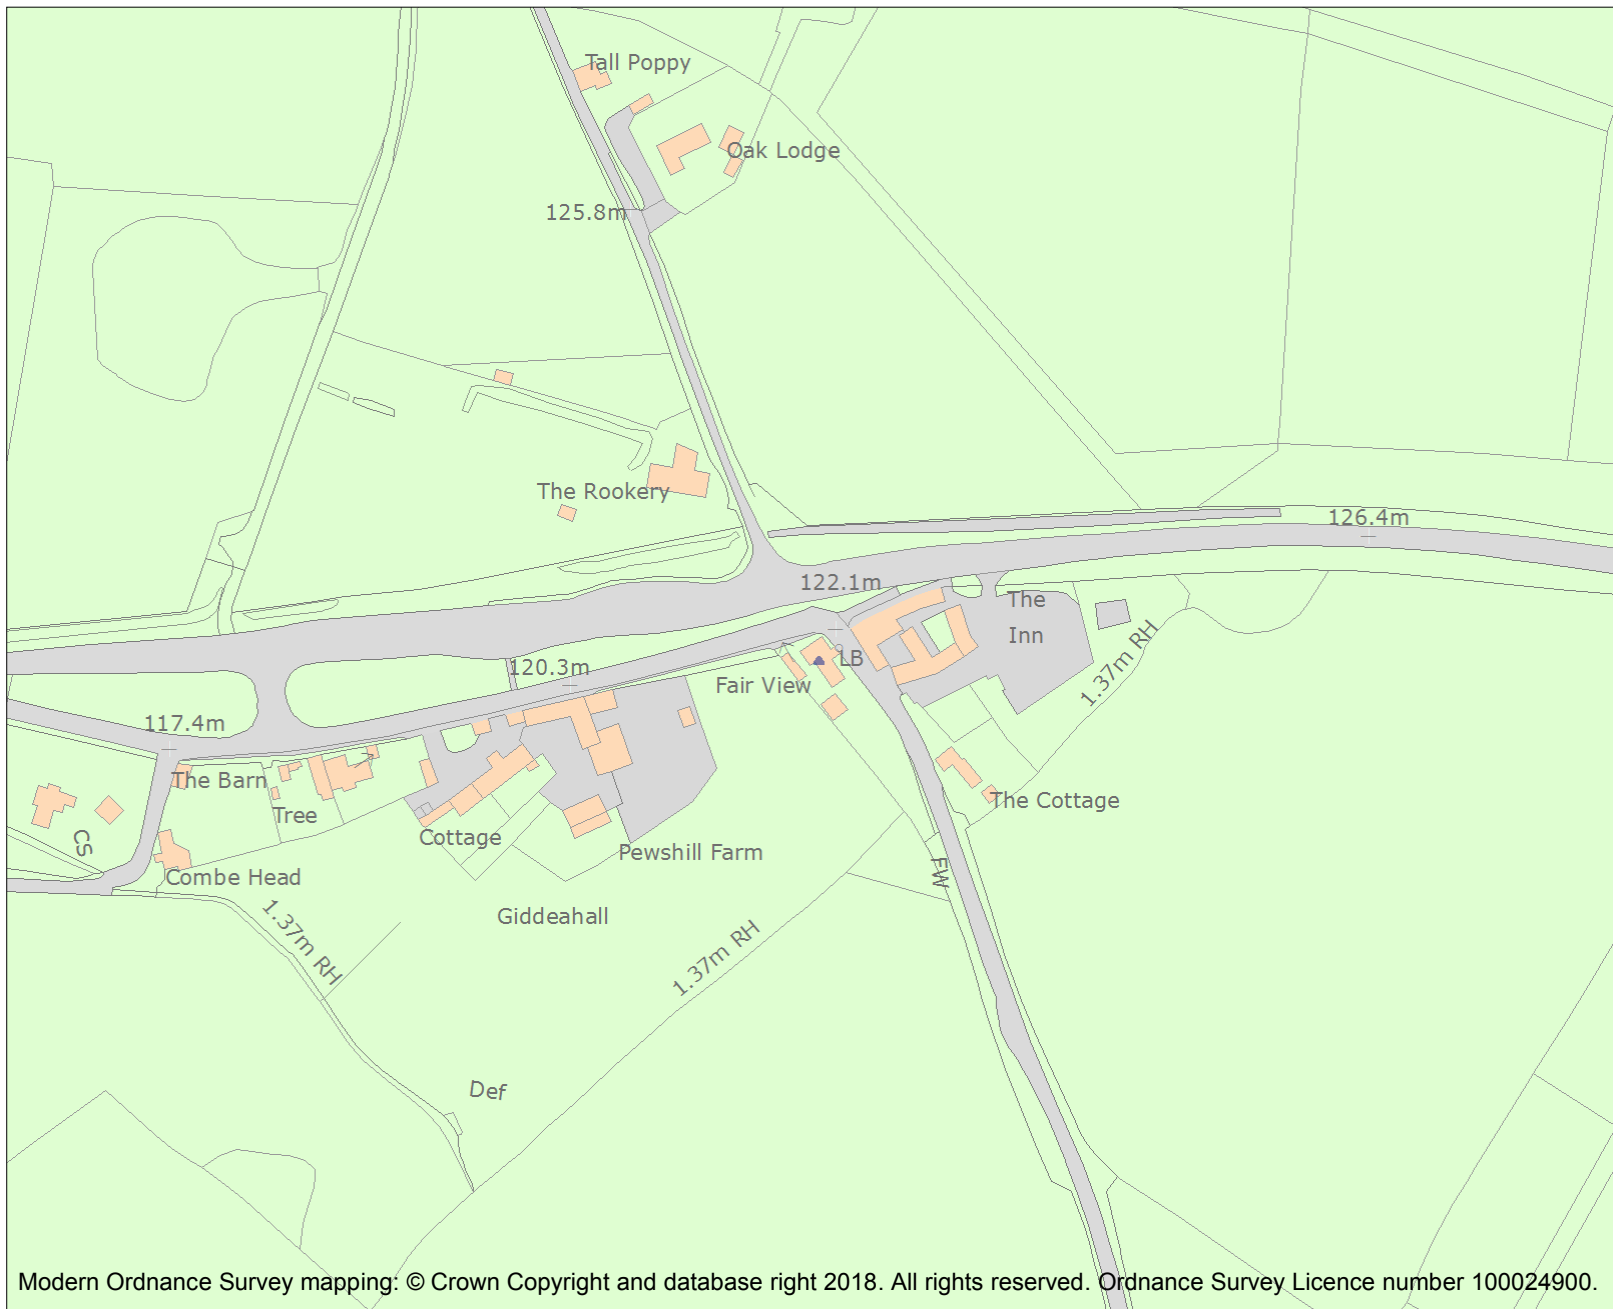 Tall Poppy
Oak Lodge
125.8m
The Rookery
126.4m
122.1m
The
Inn
1.37m RH
LB
120.3m
Fair View
117.4m
The Barn
Tree
The Cottage
CS
Cottage
Pewshill Farm
FW
Combe Head
Giddeahall
1.37m RH
1.37m RH
Def
Modern Ordnance Survey mapping: © Crown Copyright and database right 2018. All rights reserved. Ordnance Survey Licence number 100024900.